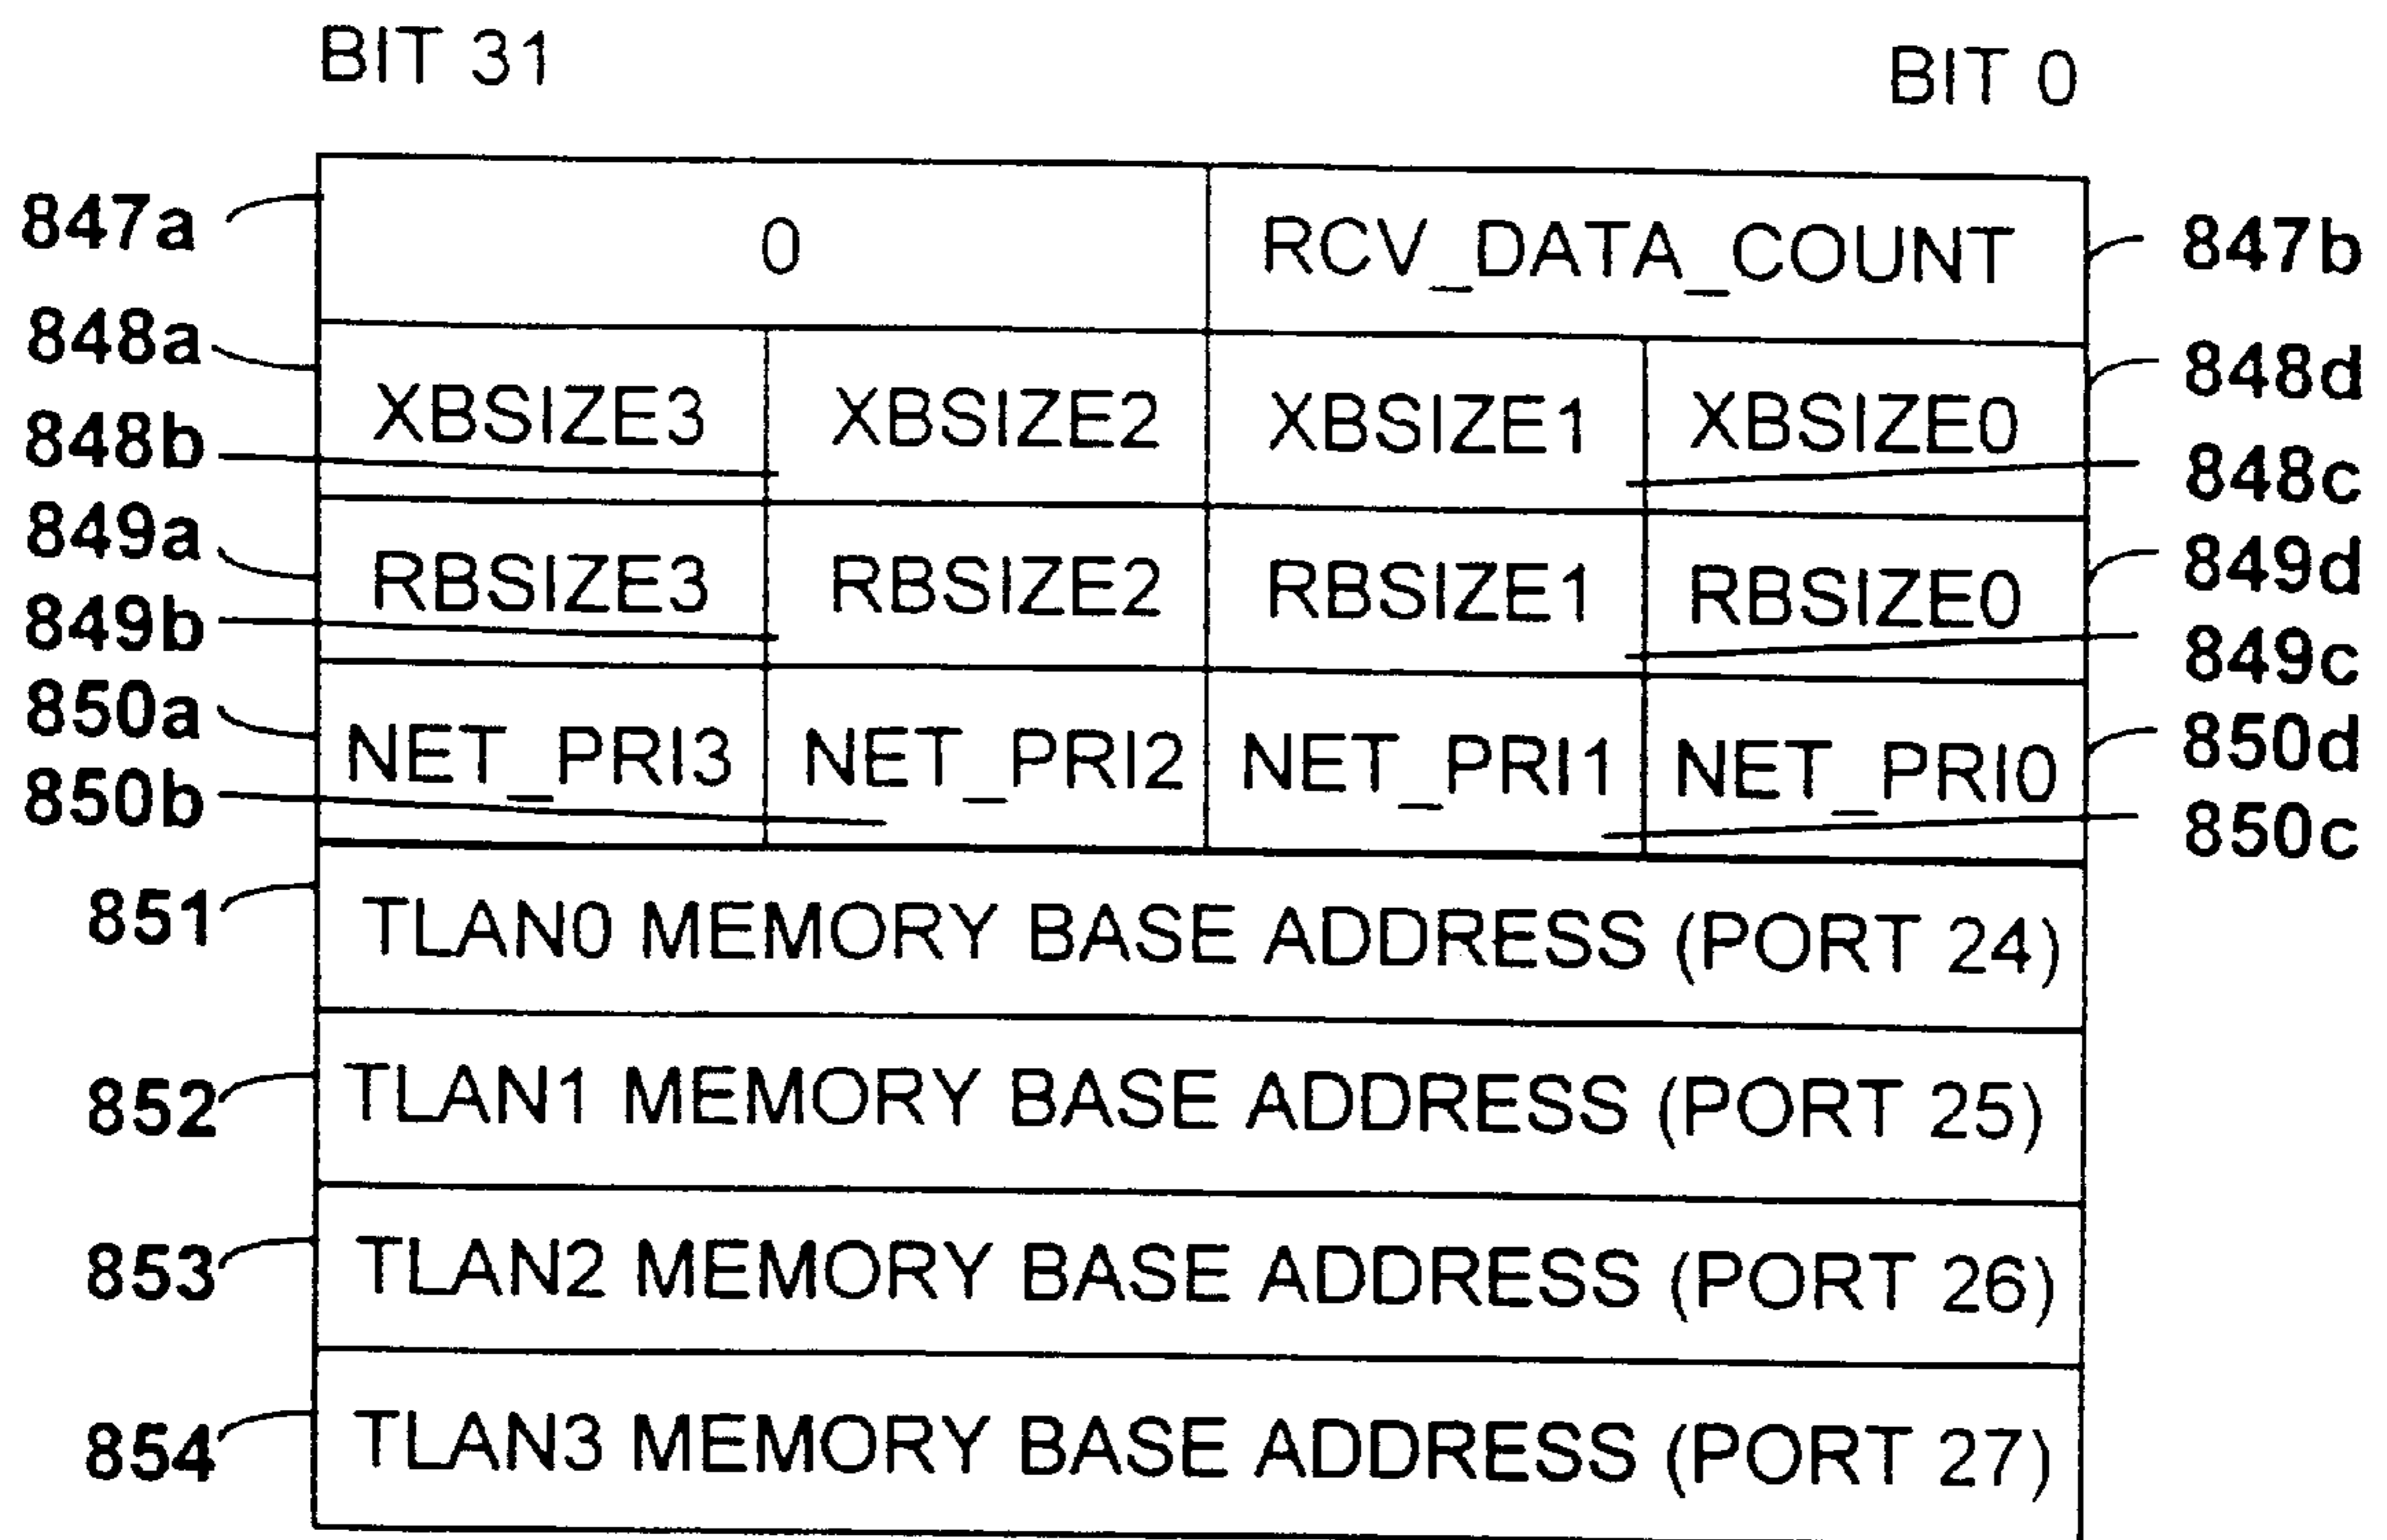 BIT 31 BIT 0
847a 0 RCV_DATA_COUNT 847b
848a XBSIZE3 XBSIZE2 XBSIZE1 XBSIZE0 848d
848b 848c
849a RBSIZE3 RBSIZE2 RBSIZE1 RBSIZE0 849d
849b 849c
850a NET_PRI3 NET_PRI2 NET_PRI1 NET_PRI0 850d
850b 850c
851 TLAN0 MEMORY BASE ADDRESS (PORT 24)
852 TLAN1 MEMORY BASE ADDRESS (PORT 25)
853 TLAN2 MEMORY BASE ADDRESS (PORT 26)
854 TLAN3 MEMORY BASE ADDRESS (PORT 27)